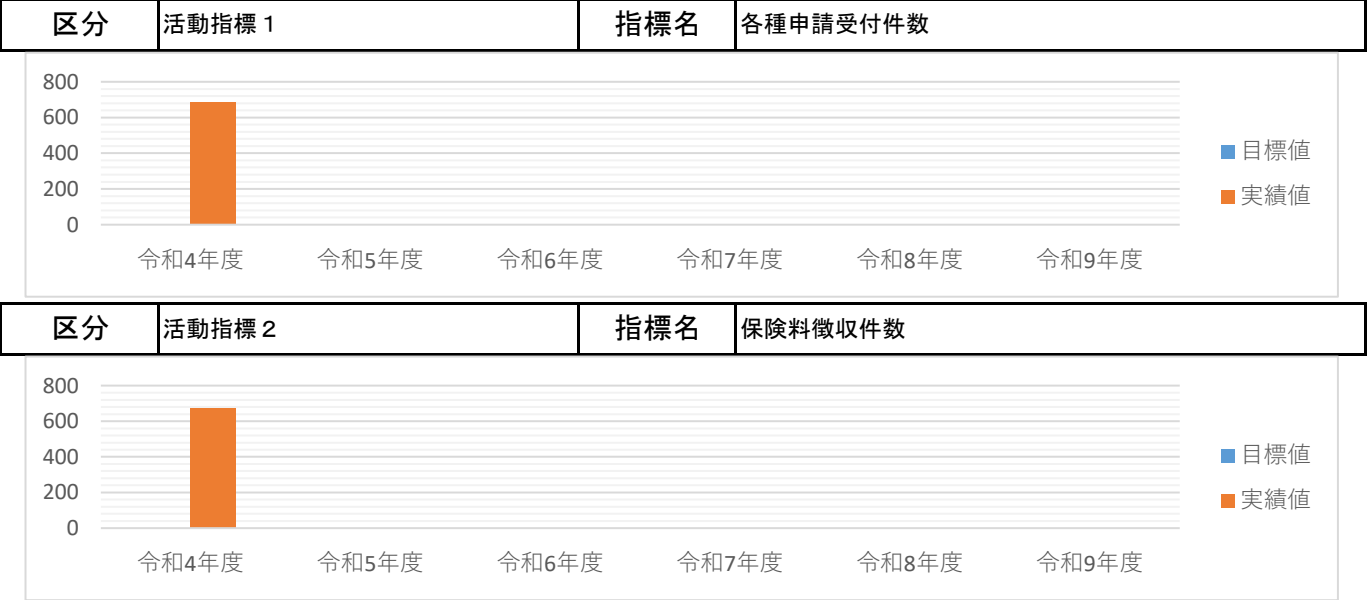 区分 活動指標1 指標名 各種申請受付件数
800
600
400
200
0
令和4年度 令和5年度 令和6年度 令和7年度 令和8年度 令和9年度
目標値
実績値
区分 活動指標2 指標名 保険料徴収件数
800
600
400
200
0
令和4年度 令和5年度 令和6年度 令和7年度 令和8年度 令和9年度
目標値
実績値